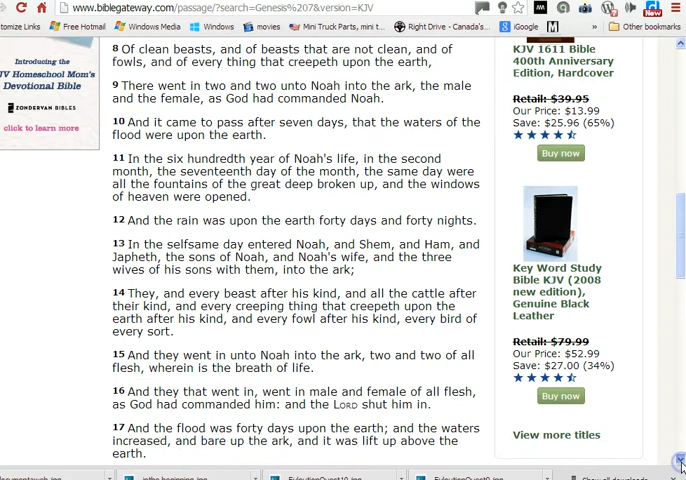 www.biblegateway.com/passage/?search=Genesis%207&version=KJV
tomize Links Free Hotmail Windows Media Windows movies Mini Truck Parts, mini t... Right Drive - Canada's... iGoogle M » Other bookmarks
Introducing the
KJV Homeschool Mom's
Devotional Bible
ZONDERVAN BIBLES
click to learn more
8 Of clean beasts, and of beasts that are not clean, and of
fowls, and of every thing that creepeth upon the earth,
9 There went in two and two unto Noah into the ark, the male
and the female, as God had commanded Noah.
10 And it came to pass after seven days, that the waters of the
flood were upon the earth.
11 In the six hundredth year of Noah's life, in the second
month, the seventeenth day of the month, the same day were
all the fountains of the great deep broken up, and the windows
of heaven were opened.
12 And the rain was upon the earth forty days and forty nights.
13 In the selfsame day entered Noah, and Shem, and Ham, and
Japheth, the sons of Noah, and Noah's wife, and the three
wives of his sons with them, into the ark;
14 They, and every beast after his kind, and all the cattle after
their kind, and every creeping thing that creepeth upon the
earth after his kind, and every fowl after his kind, every bird of
every sort.
15 And they went in unto Noah into the ark, two and two of all
flesh, wherein is the breath of life.
16 And they that went in, went in male and female of all flesh,
as God had commanded him: and the LORD shut him in.
17 And the flood was forty days upon the earth; and the waters
increased, and bare up the ark, and it was lift up above the
earth.
KJV 1611 Bible
400th Anniversary
Edition, Hardcover
Retail: $39.95
Our Price: $13.99
Save: $25.96 (65%)
Buy now
Key Word Study
Bible KJV (2008
new edition),
Genuine Black
Leather
Retail: $79.99
Our Price: $52.99
Save: $27.00 (34%)
Buy now
View more titles